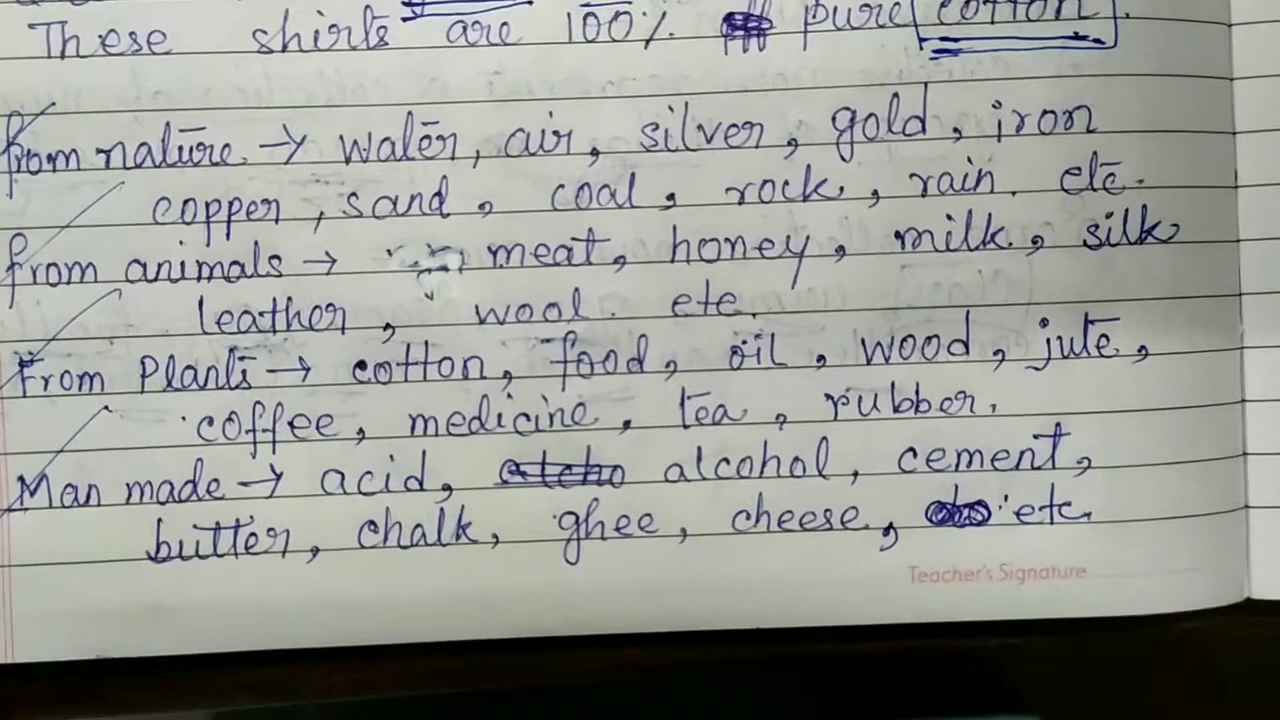 These shirts are 100% pure cotton.
from nature → water, air, silver, gold, iron
copper, sand, coal, rock, rain. etc.
from animals → meat, honey, milk, silk
leather, wool. etc.
From Plants → cotton, food, oil, wood, jute,
coffee, medicine, tea, rubber.
Man made → acid, alcohol, cement,
butter, chalk, ghee, cheese, etc.
Teacher's Signature